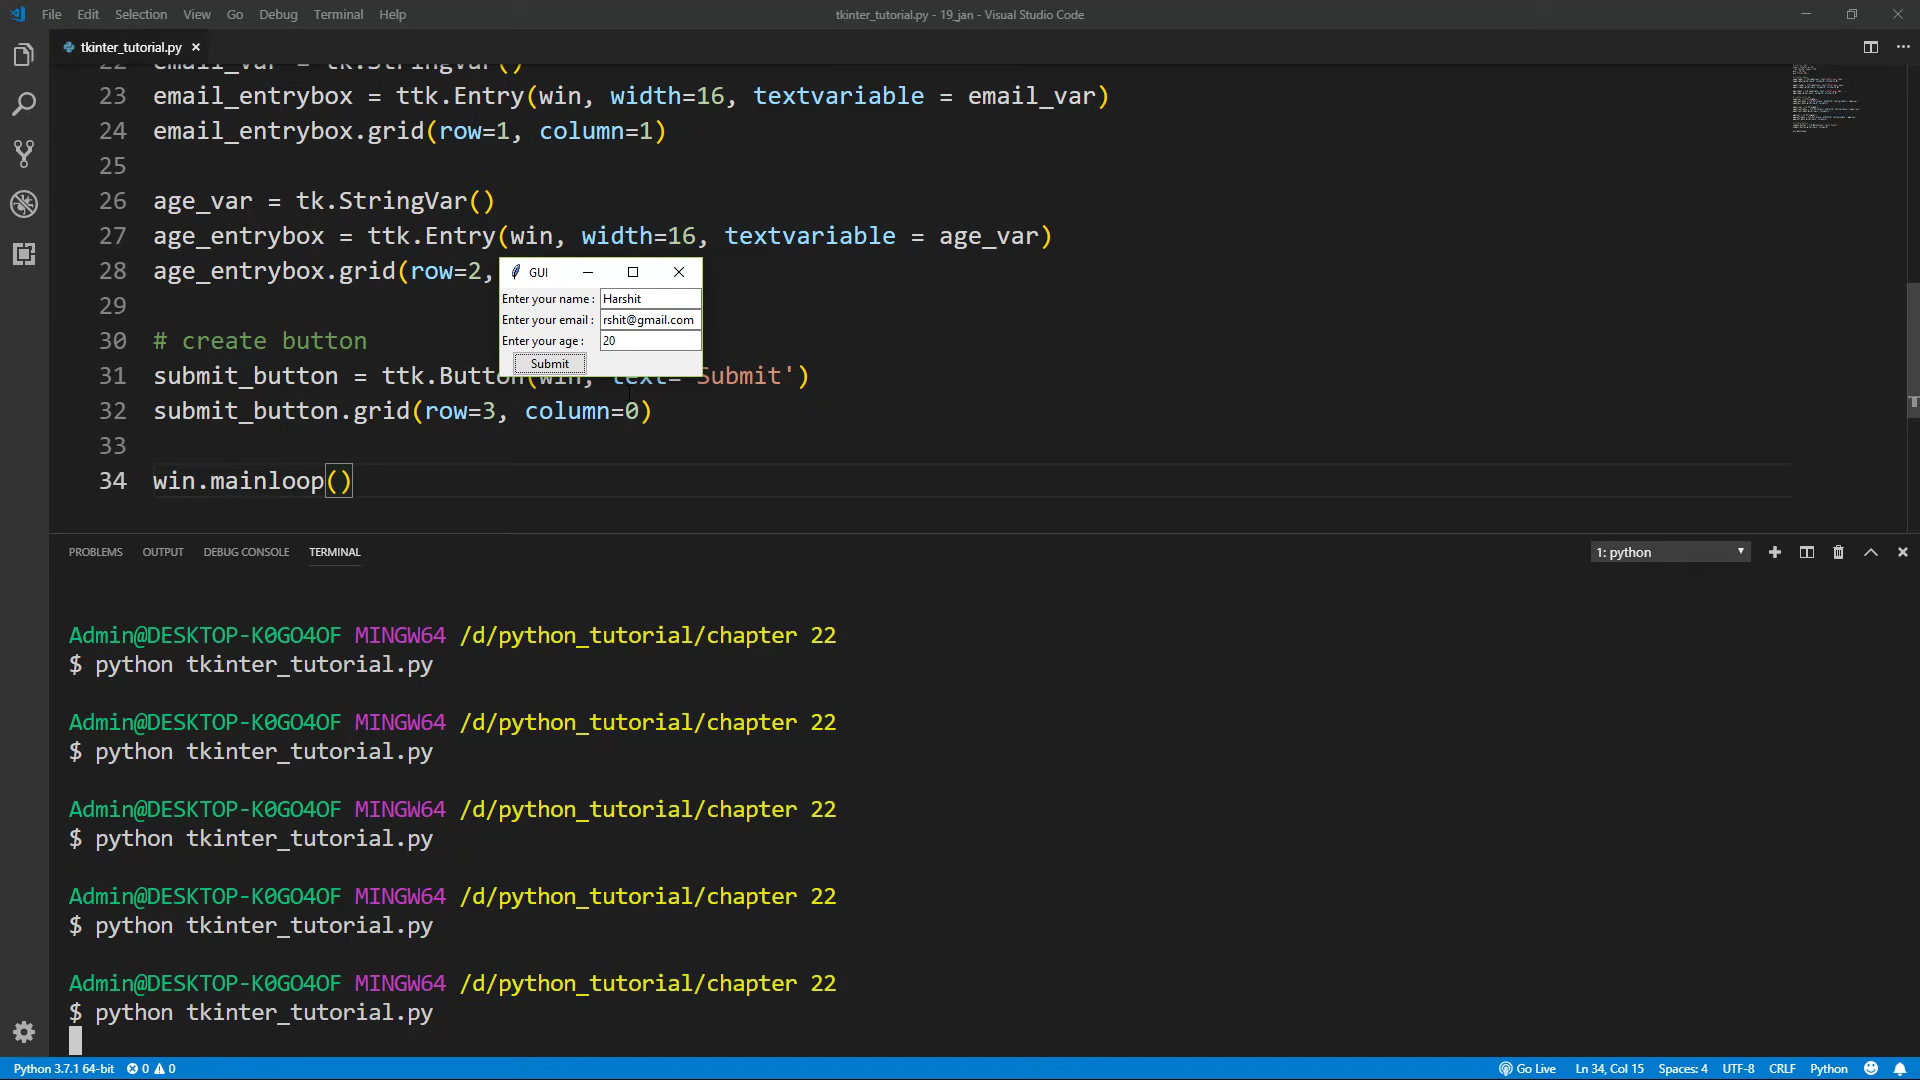 File Edit Selection View Go Debug Terminal Help
tkinter_tutorial.py - 19_jan - Visual Studio Code
tkinter_tutorial.py
22 email_var = tk.StringVar()
23 email_entrybox = ttk.Entry(win, width=16, textvariable = email_var)
24 email_entrybox.grid(row=1, column=1)
25
26 age_var = tk.StringVar()
27 age_entrybox = ttk.Entry(win, width=16, textvariable = age_var)
28 age_entrybox.grid(row=2,
29
30 # create button
31 submit_button = ttk.Button(win, text='Submit')
32 submit_button.grid(row=3, column=0)
33
34 win.mainloop()
GUI
Enter your name : Harshit
Enter your email : rshit@gmail.com
Enter your age : 20
Submit
PROBLEMS OUTPUT DEBUG CONSOLE TERMINAL
1: python
Admin@DESKTOP-K0GO4OF MINGW64 /d/python_tutorial/chapter 22
$ python tkinter_tutorial.py
Admin@DESKTOP-K0GO4OF MINGW64 /d/python_tutorial/chapter 22
$ python tkinter_tutorial.py
Admin@DESKTOP-K0GO4OF MINGW64 /d/python_tutorial/chapter 22
$ python tkinter_tutorial.py
Admin@DESKTOP-K0GO4OF MINGW64 /d/python_tutorial/chapter 22
$ python tkinter_tutorial.py
Admin@DESKTOP-K0GO4OF MINGW64 /d/python_tutorial/chapter 22
$ python tkinter_tutorial.py
Python 3.7.1 64-bit 0 0
Go Live Ln 34, Col 15 Spaces: 4 UTF-8 CRLF Python